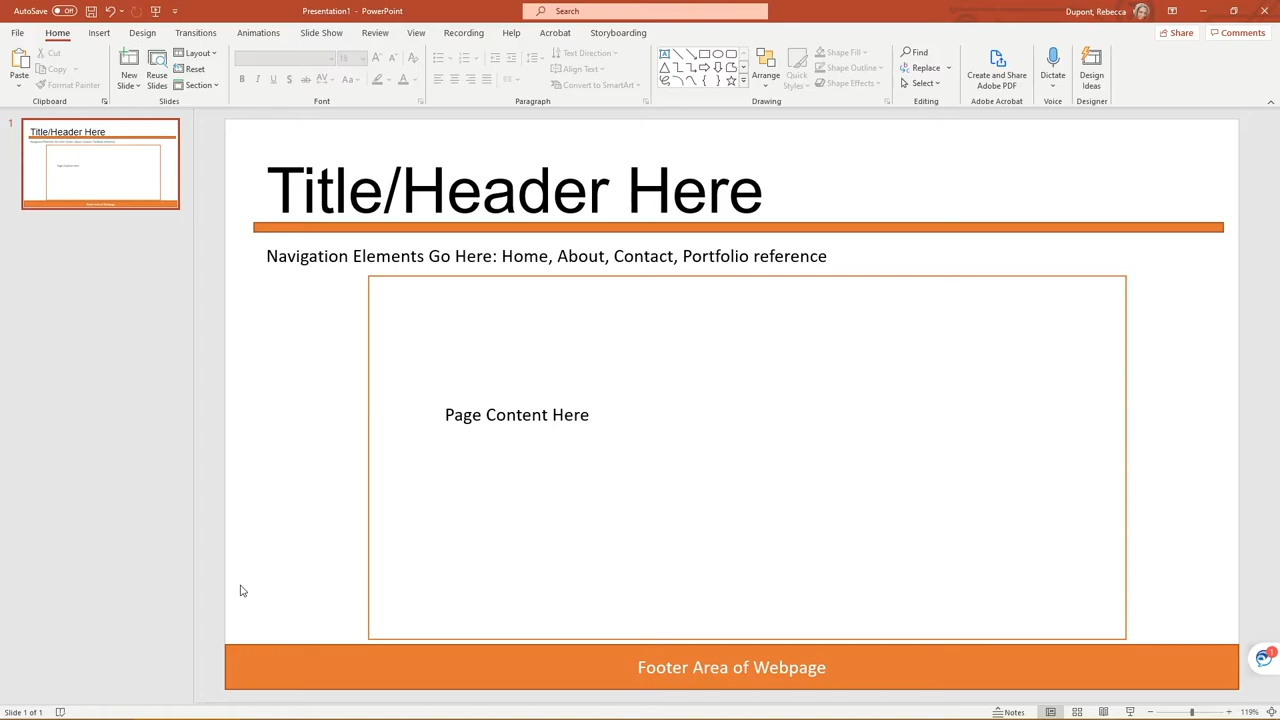 AutoSave Off
Presentation1 - PowerPoint
Search
Dupont, Rebecca
File Home Insert Design Transitions Animations Slide Show Review View Recording Help Acrobat Storyboarding
Share Comments
Paste
Cut
Copy
Format Painter
Clipboard
New Slides
Reuse Slides
Layout
Reset
Section
Slides
18
Font
Text Direction
Align Text
Convert to SmartArt
Paragraph
Arrange
Quick Styles
Shape Fill
Shape Outline
Shape Effects
Drawing
Find
Replace
Select
Editing
Create and Share
Adobe PDF
Adobe Acrobat
Dictate
Voice
Design
Ideas
Designer
1
Title/Header Here
Title/Header Here
Navigation Elements Go Here: Home, About, Contact, Portfolio reference
Page Content Here
Footer Area of Webpage
1
Slide 1 of 1
Notes
119%